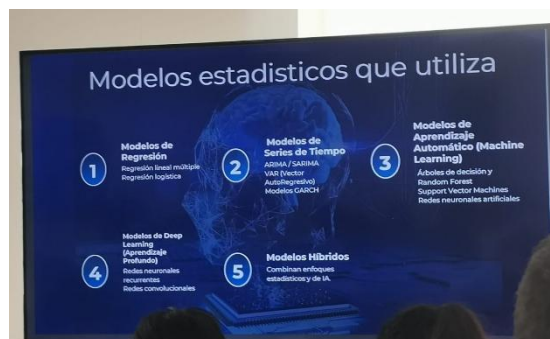 Modelos estadisticos que utiliza
1
Modelos de
Regresión
Regresión lineal múltiple
Regresión logística
2
Modelos de
Series de Tiempo
ARIMA / SARIMA
VAR (Vector
AutoRegresivo)
Modelos GARCH
3
Modelos de
Aprendizaje
Automático (Machine
Learning)
Árboles de decisión y
Random Forest
Support Vector Machines
Redes neuronales artificiales
4
Modelos de Deep
Learning
(Aprendizaje
Profundo)
Redes neuronales
recurrentes
Redes convolucionales
5
Modelos Híbridos
Combinan enfoques
estadísticos y de IA.